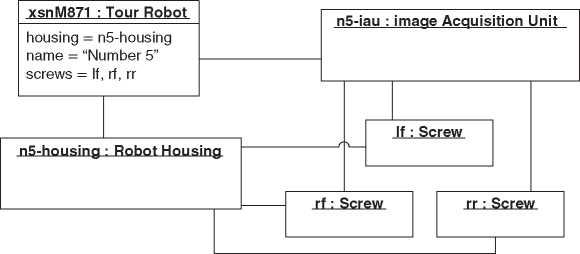 xsnM871 : Tour Robot
housing = n5-housing
name = “Number 5”
screws = lf, rf, rr
n5-iau : image Acquisition Unit
lf : Screw
n5-housing : Robot Housing
rf : Screw
rr : Screw